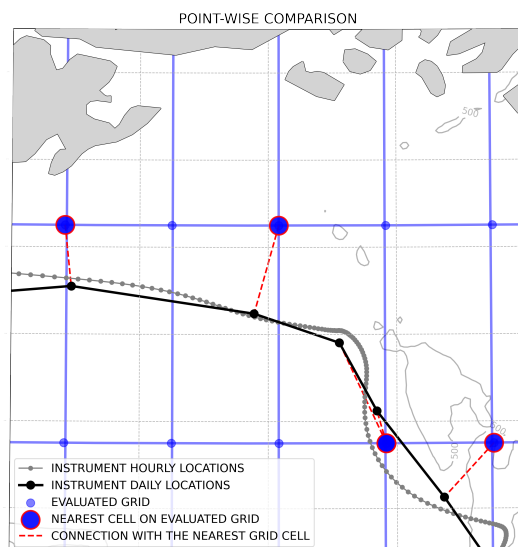 POINT-WISE COMPARISON
500
500
500
INSTRUMENT HOURLY LOCATIONS
INSTRUMENT DAILY LOCATIONS
EVALUATED GRID
NEAREST CELL ON EVALUATED GRID
CONNECTION WITH THE NEAREST GRID CELL